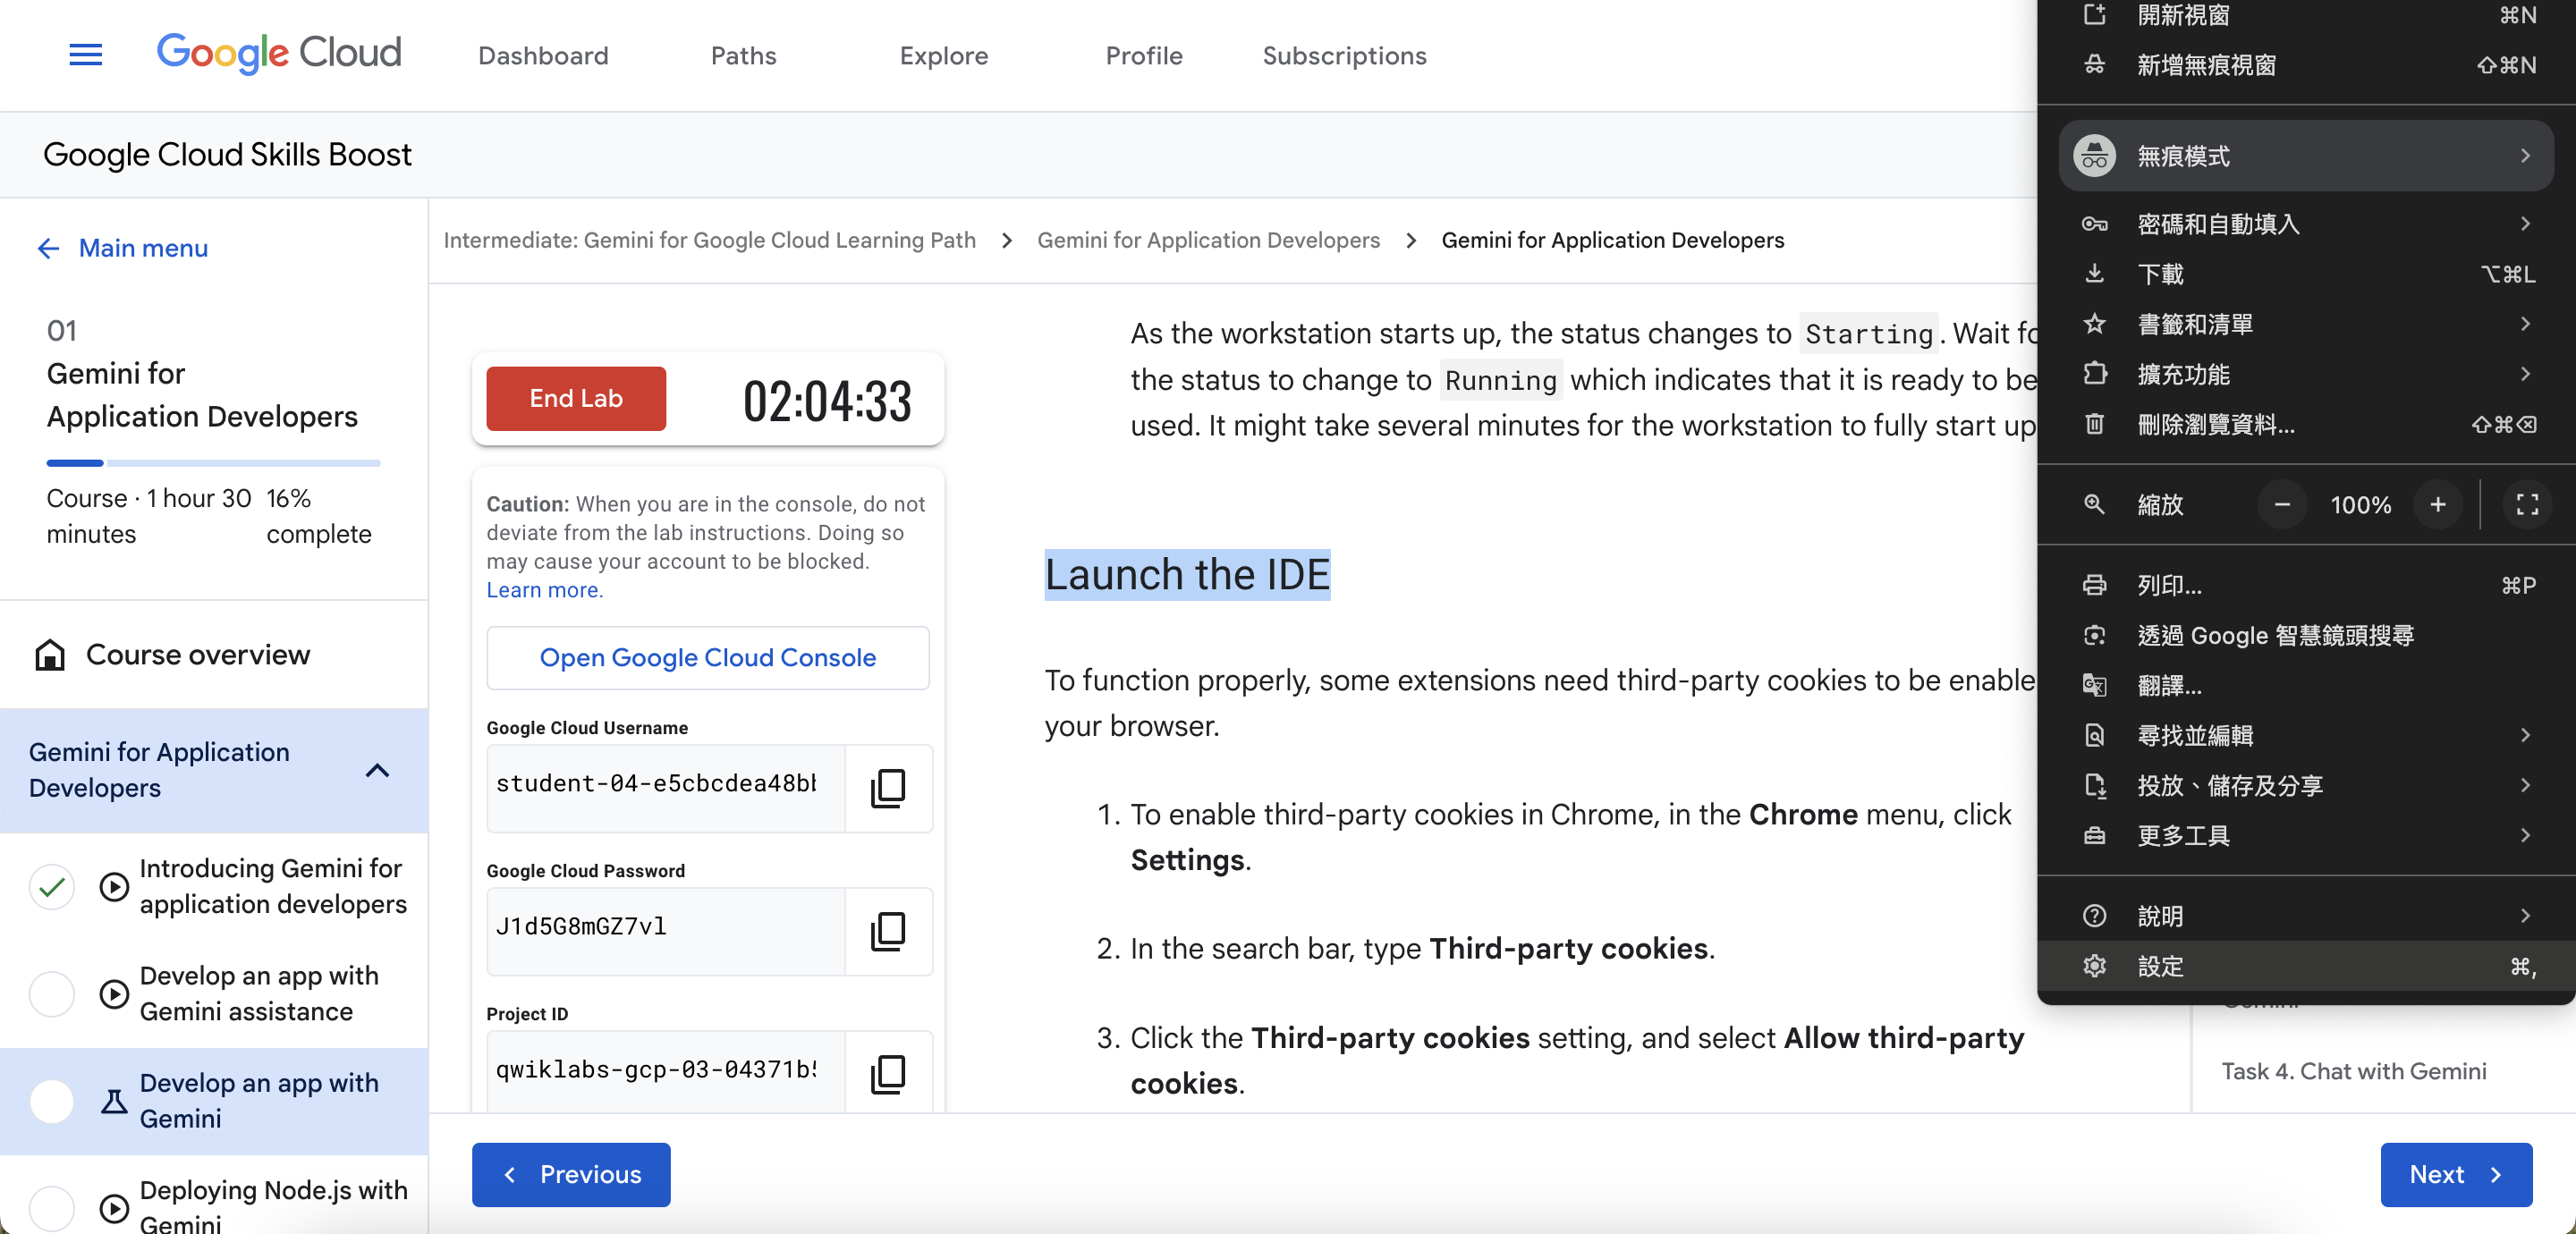 Google Cloud
Dashboard
Paths
Explore
Profile
Subscriptions
Google Cloud Skills Boost
Main menu
01
Gemini for
Application Developers
Course · 1 hour 30 minutes
16% complete
Course overview
Gemini for Application
Developers
Introducing Gemini for
application developers
Develop an app with
Gemini assistance
Develop an app with
Gemini
Deploying Node.js with
Gemini
Intermediate: Gemini for Google Cloud Learning Path > Gemini for Application Developers > Gemini for Application Developers
End Lab
02:04:33
Caution: When you are in the console, do not
deviate from the lab instructions. Doing so
may cause your account to be blocked.
Learn more.
Open Google Cloud Console
Google Cloud Username
student-04-e5cbcdea48b
Google Cloud Password
J1d5G8mGZ7vl
Project ID
qwiklabs-gcp-03-04371b
As the workstation starts up, the status changes to Starting. Wait
the status to change to Running which indicates that it is ready to be
used. It might take several minutes for the workstation to fully start up
Launch the IDE
To function properly, some extensions need third-party cookies to be enable
your browser.
1. To enable third-party cookies in Chrome, in the Chrome menu, click
Settings.
2. In the search bar, type Third-party cookies.
3. Click the Third-party cookies setting, and select Allow third-party
cookies.
Previous
Next
Task 4. Chat with Gemini
開新視窗 ⌘N
新增無痕視窗 ⇧⌘N
無痕模式
密碼和自動填入
下載 ⌥⌘L
書籤和清單
擴充功能
刪除瀏覽資料... ⇧⌘⌫
縮放 − 100% +
列印... ⌘P
透過 Google 智慧鏡頭搜尋
翻譯...
尋找並編輯
投放、儲存及分享
更多工具
說明
設定 ⌘,